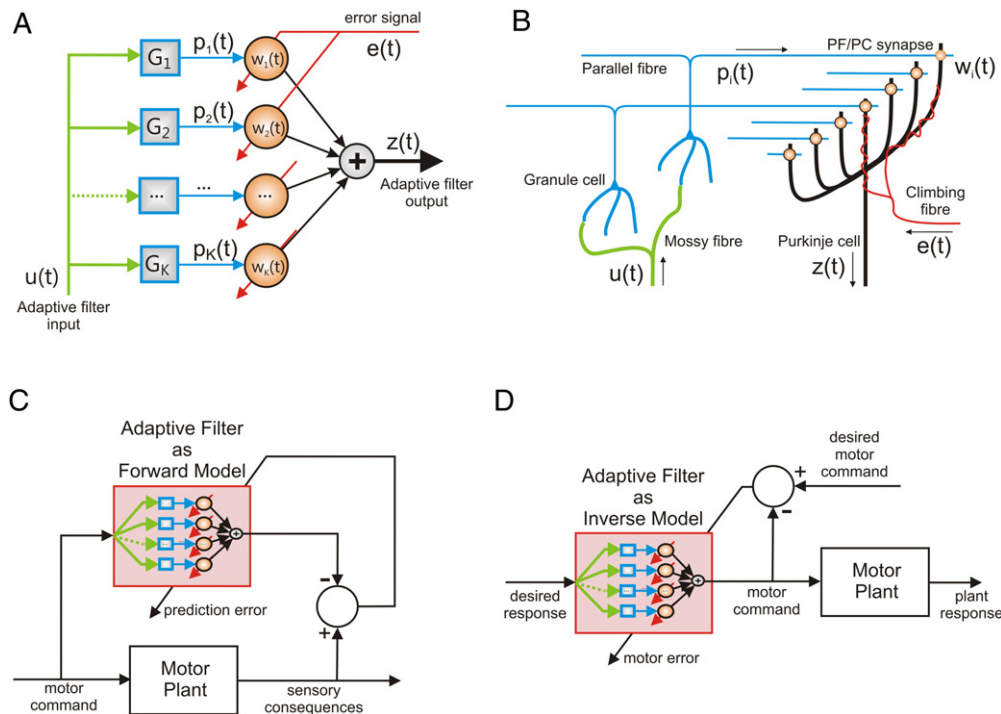 A
error signal
e(t)
G1 p1(t) w1(t)
G2 p2(t) w2(t)
... ... ...
GK pK(t) wK(t)
+
z(t)
Adaptive filter
output
u(t)
Adaptive filter
input
B
PF/PC synapse
Parallel fibre
pi(t)
wi(t)
Granule cell
Mossy fibre
u(t)
Climbing
fibre
e(t)
Purkinje cell
z(t)
C
Adaptive Filter
as
Forward Model
+
prediction error
-
+
Motor
Plant
motor
command
sensory
consequences
D
Adaptive Filter
as
Inverse Model
+
desired
motor
command
+
-
desired
response
motor
command
Motor
Plant
plant
response
motor error